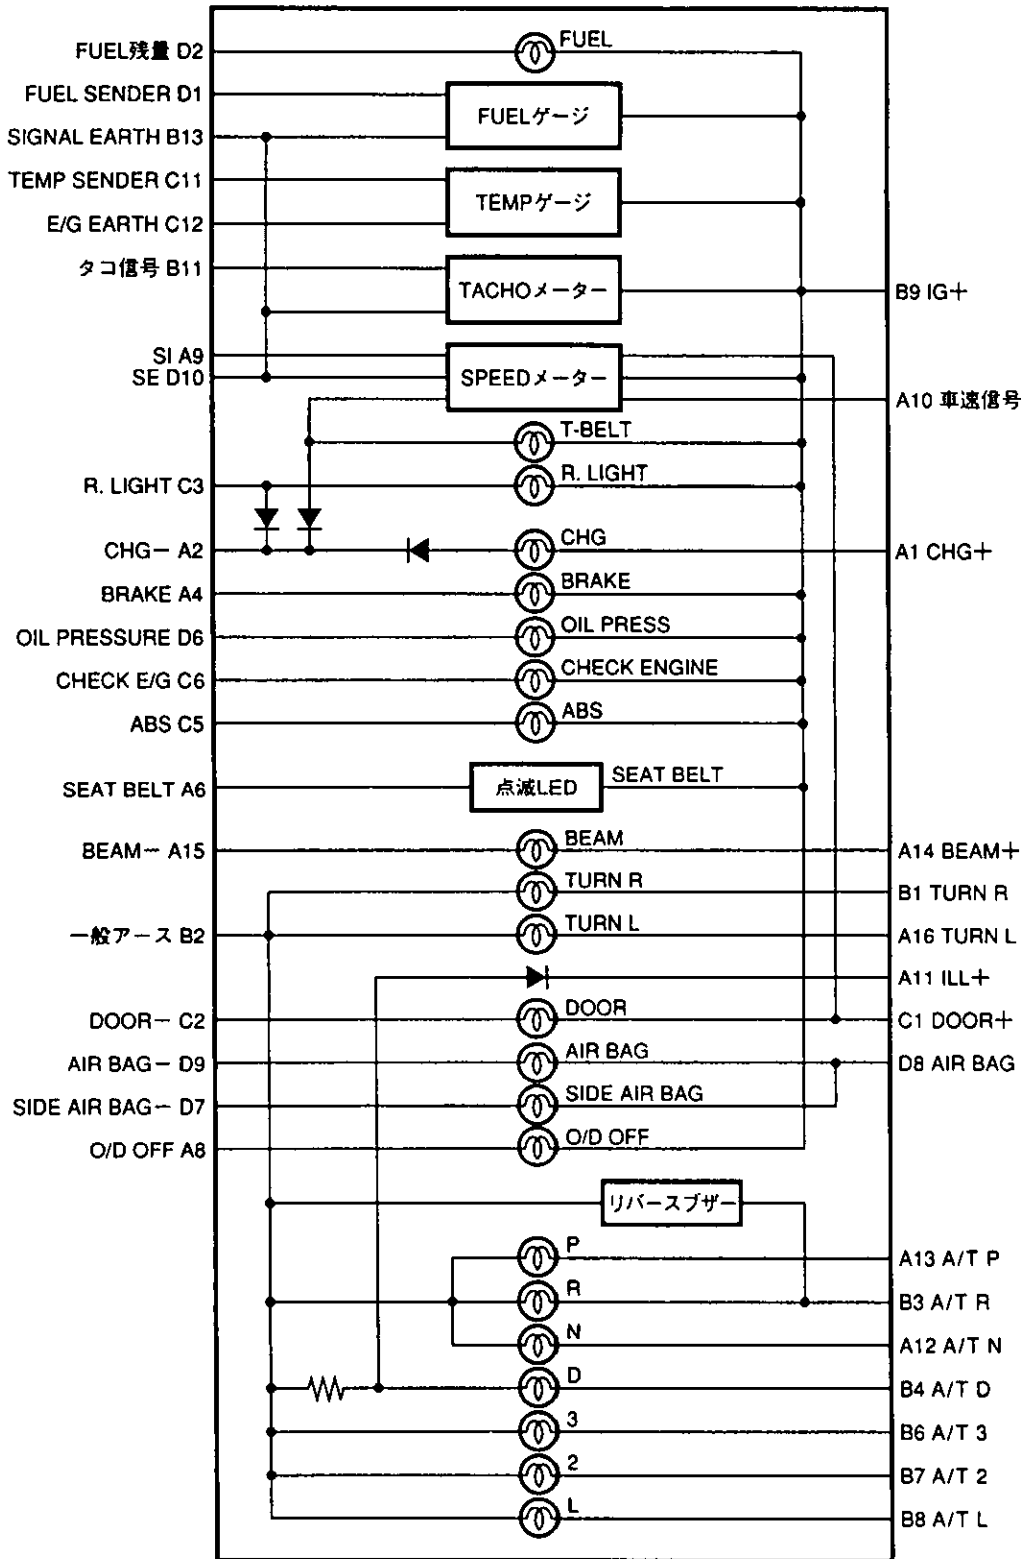 FUEL残量 D2
FUEL
FUEL SENDER D1
FUELゲージ
SIGNAL EARTH B13
TEMP SENDER C11
TEMPゲージ
E/G EARTH C12
タコ信号 B11
TACHOメーター
B9 IG+
SI A9
SE D10
SPEEDメーター
A10 車速信号
T-BELT
R. LIGHT C3
R. LIGHT
CHG− A2
CHG
A1 CHG+
BRAKE A4
BRAKE
OIL PRESSURE D6
OIL PRESS
CHECK E/G C6
CHECK ENGINE
ABS C5
ABS
SEAT BELT A6
点滅LED
SEAT BELT
BEAM− A15
BEAM
A14 BEAM+
TURN R
B1 TURN R
一般アース B2
TURN L
A16 TURN L
A11 ILL+
DOOR− C2
DOOR
C1 DOOR+
AIR BAG− D9
AIR BAG
D8 AIR BAG
SIDE AIR BAG− D7
SIDE AIR BAG
O/D OFF A8
O/D OFF
リバースブザー
P
A13 A/T P
R
B3 A/T R
N
A12 A/T N
D
B4 A/T D
3
B6 A/T 3
2
B7 A/T 2
L
B8 A/T L